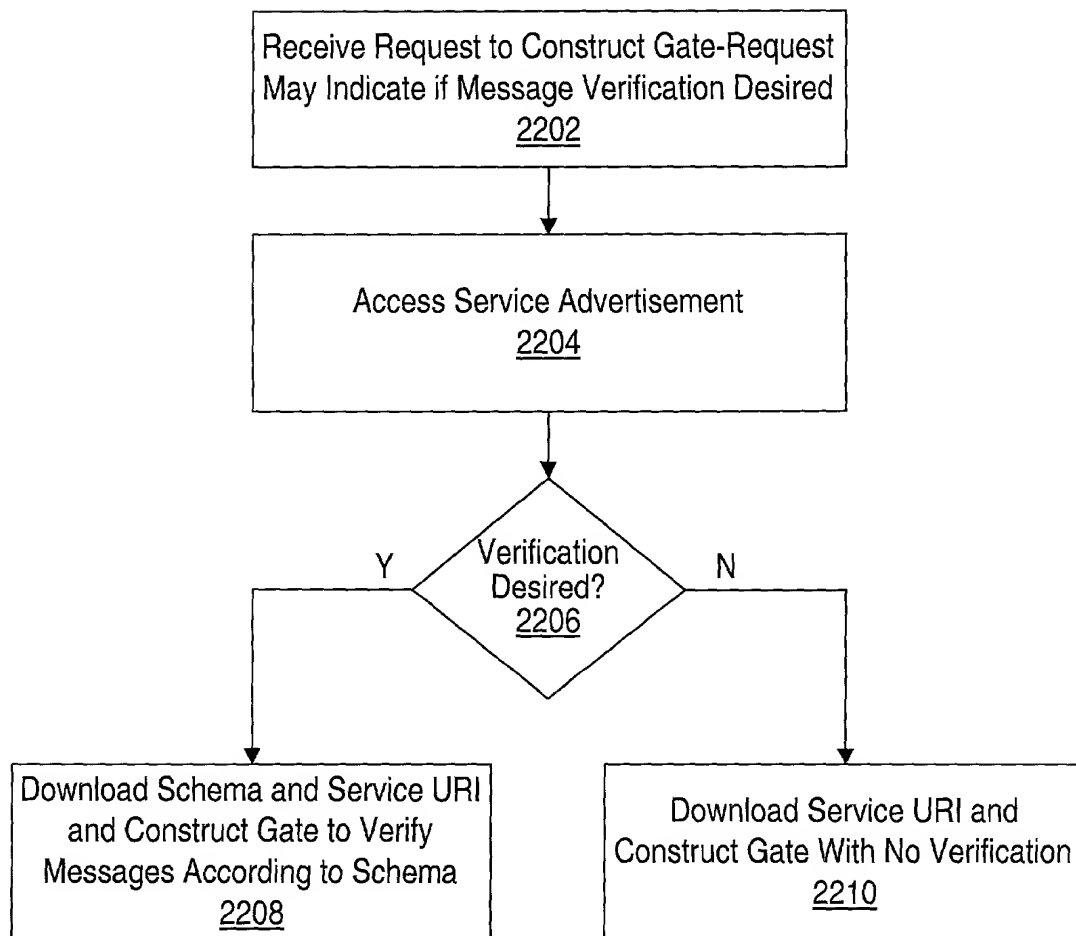 Receive Request to Construct Gate-Request
May Indicate if Message Verification Desired
2202
Access Service Advertisement
2204
Verification
Desired?
2206
Y
N
Download Schema and Service URI
and Construct Gate to Verify
Messages According to Schema
2208
Download Service URI and
Construct Gate With No Verification
2210